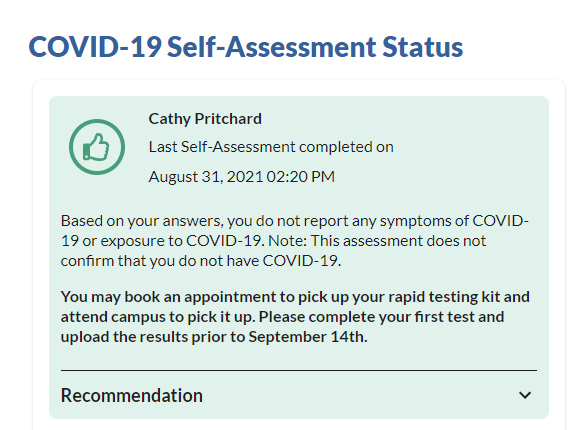 COVID-19 Self-Assessment Status
Cathy Pritchard
Last Self-Assessment completed on
August 31, 2021 02:20 PM
Based on your answers, you do not report any symptoms of COVID-
19 or exposure to COVID-19. Note: This assessment does not
confirm that you do not have COVID-19.
You may book an appointment to pick up your rapid testing kit and
attend campus to pick it up. Please complete your first test and
upload the results prior to September 14th.
Recommendation